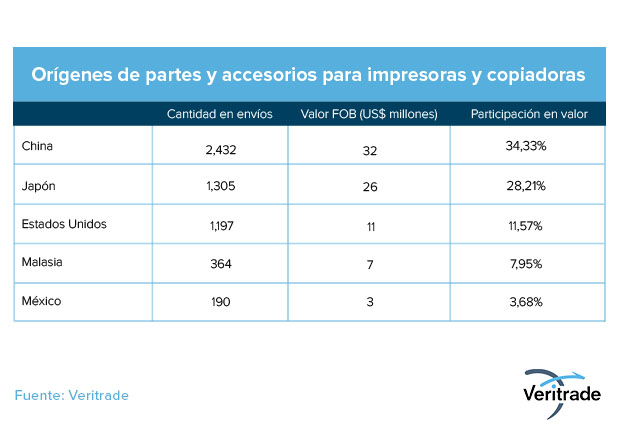 Orígenes de partes y accesorios para impresoras y copiadoras
Cantidad en envíos Valor FOB (US$ millones) Participación en valor
China 2,432 32 34,33%
Japón 1,305 26 28,21%
Estados Unidos 1,197 11 11,57%
Malasia 364 7 7,95%
México 190 3 3,68%
Fuente: Veritrade
Veritrade